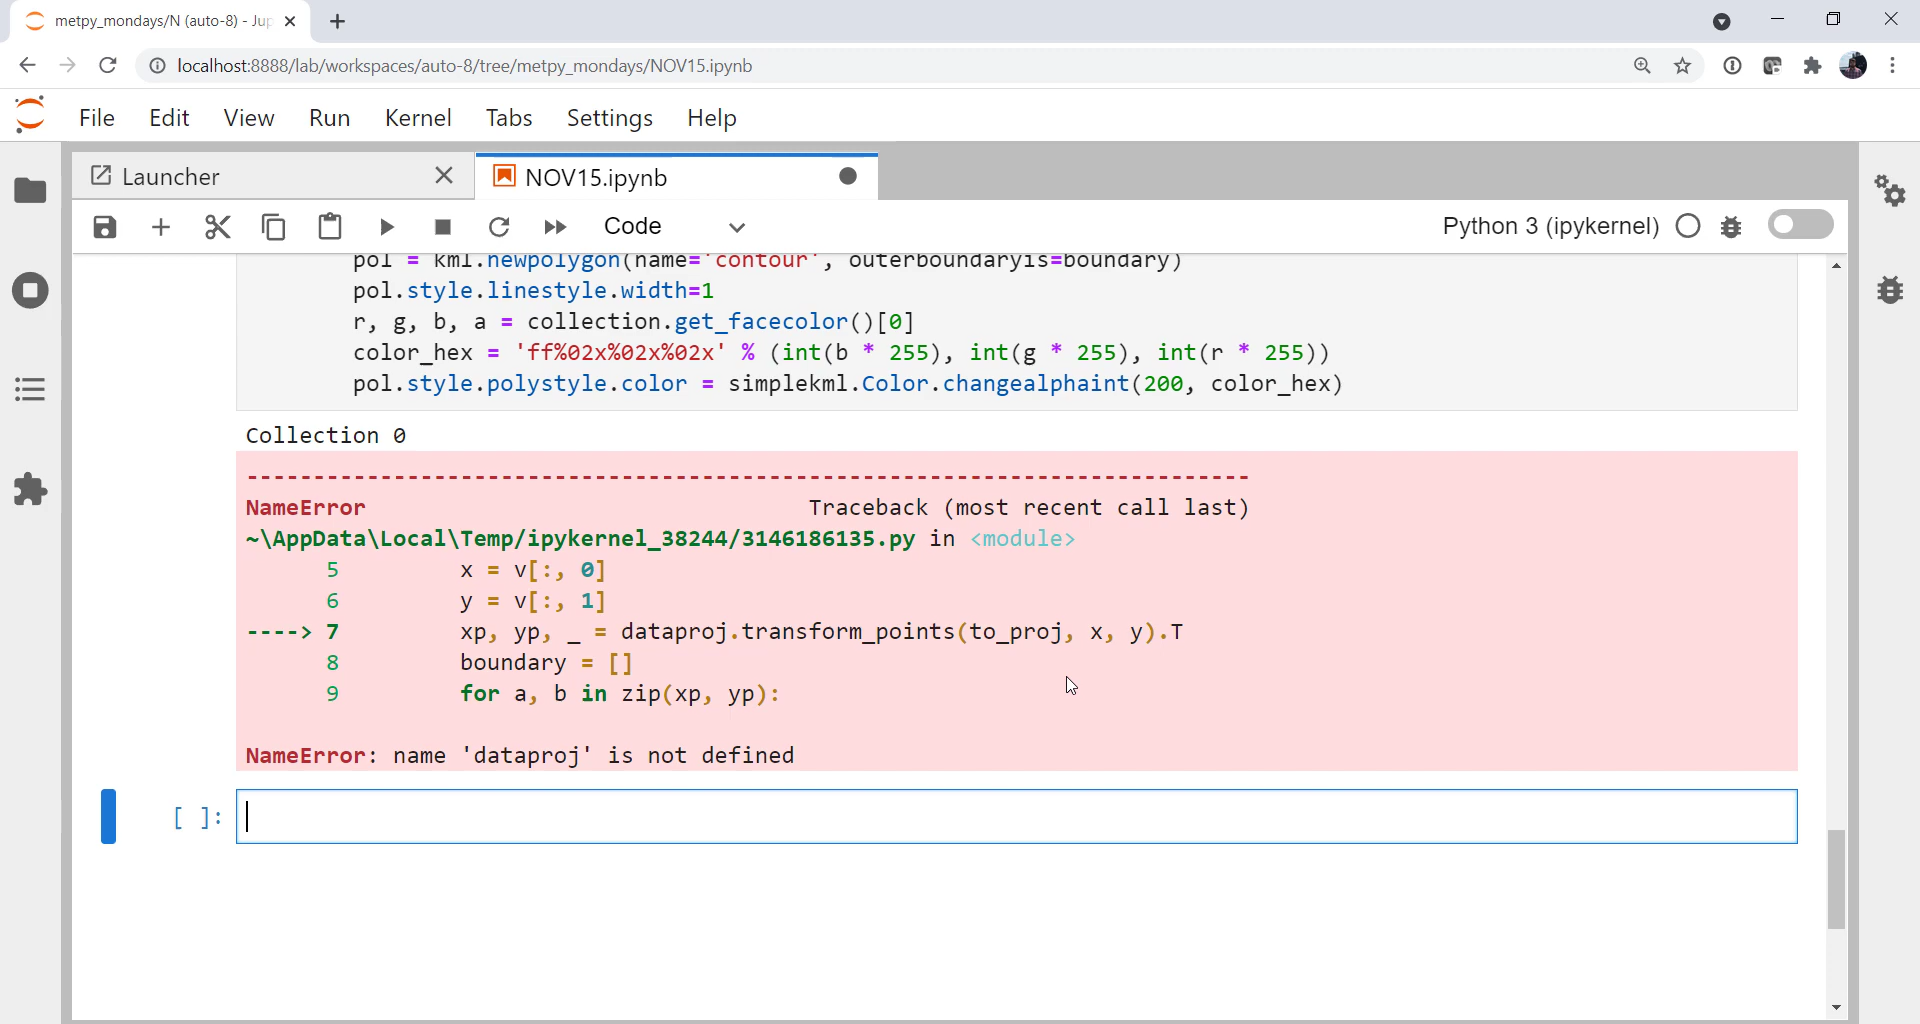 metpy_mondays/N (auto-8) - Jup
localhost:8888/lab/workspaces/auto-8/tree/metpy_mondays/NOV15.ipynb
File Edit View Run Kernel Tabs Settings Help
Launcher NOV15.ipynb
Code Python 3 (ipykernel)
pol = kml.newpolygon(name='contour', outerboundaryis=boundary)
pol.style.linestyle.width=1
r, g, b, a = collection.get_facecolor()[0]
color_hex = 'ff%02x%02x%02x' % (int(b * 255), int(g * 255), int(r * 255))
pol.style.polystyle.color = simplekml.Color.changealphaint(200, color_hex)
Collection 0
---------------------------------------------------------------------------
NameError Traceback (most recent call last)
~\AppData\Local\Temp/ipykernel_38244/3146186135.py in <module>
5 x = v[:, 0]
6 y = v[:, 1]
----> 7 xp, yp, _ = dataproj.transform_points(to_proj, x, y).T
8 boundary = []
9 for a, b in zip(xp, yp):
NameError: name 'dataproj' is not defined
[ ]: